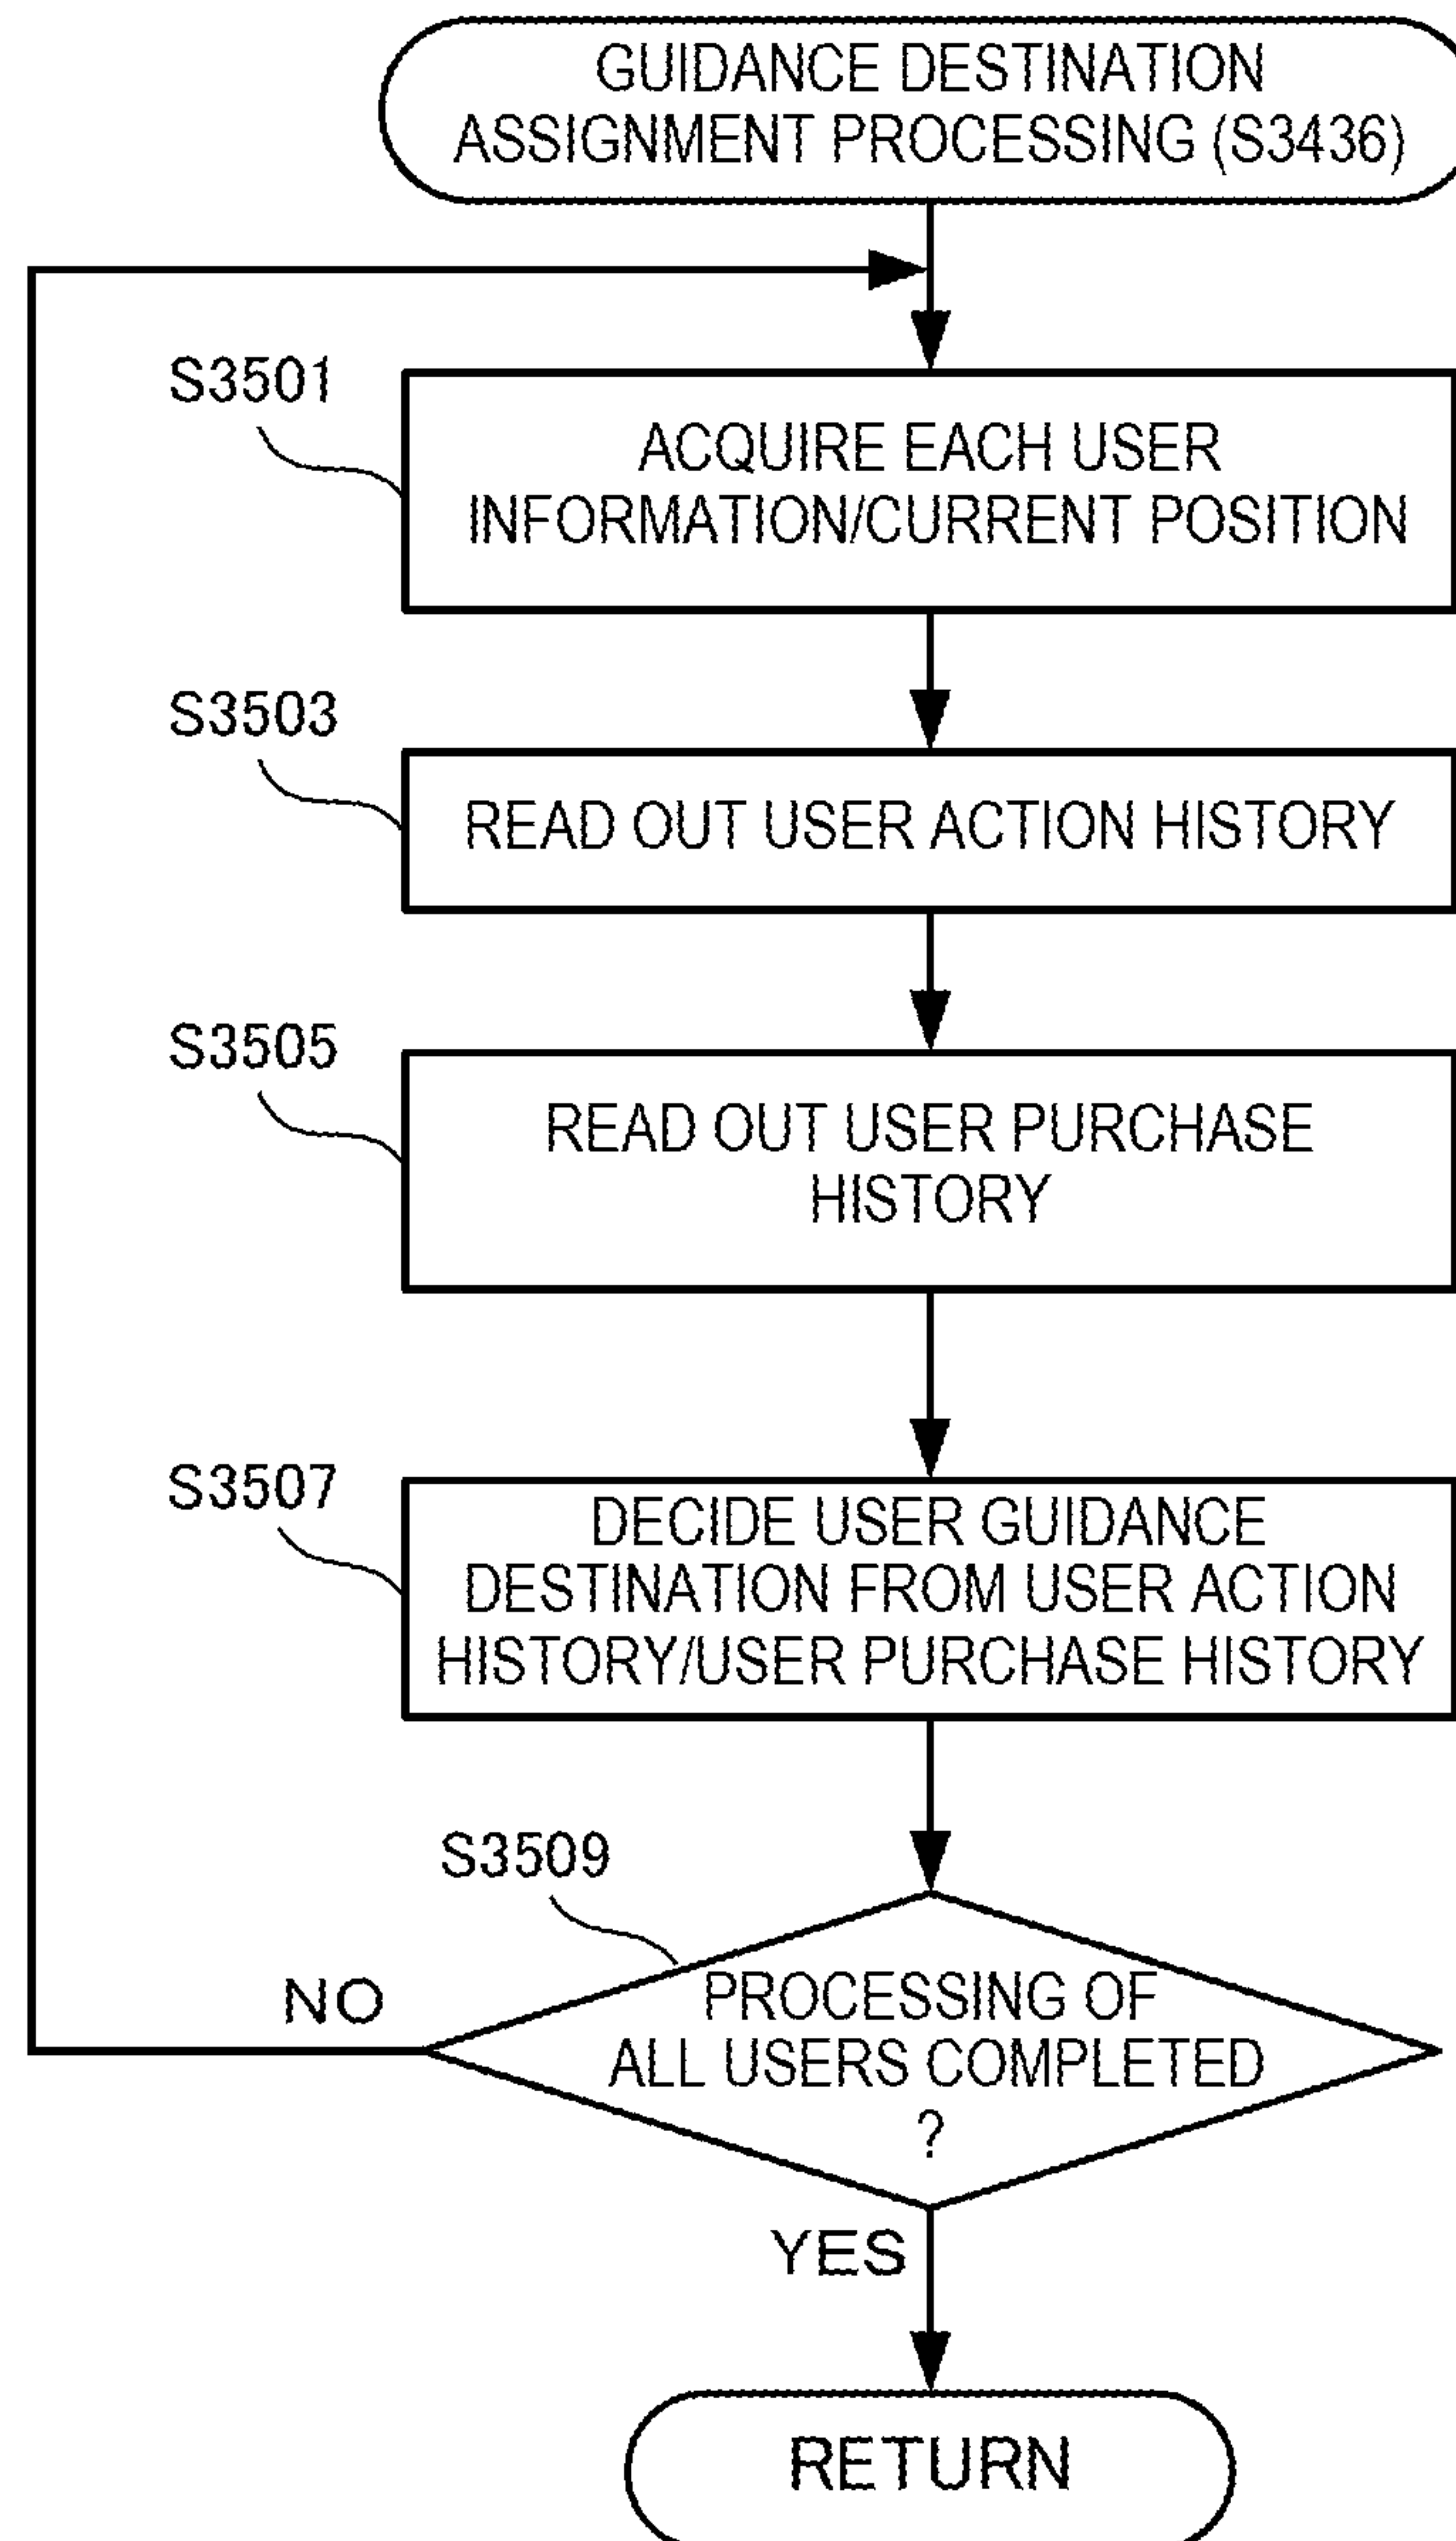 GUIDANCE DESTINATION
ASSIGNMENT PROCESSING (S3436)
S3501
ACQUIRE EACH USER
INFORMATION/CURRENT POSITION
S3503
READ OUT USER ACTION HISTORY
S3505
READ OUT USER PURCHASE
HISTORY
S3507
DECIDE USER GUIDANCE
DESTINATION FROM USER ACTION
HISTORY/USER PURCHASE HISTORY
S3509
PROCESSING OF
ALL USERS COMPLETED
?
NO
YES
RETURN